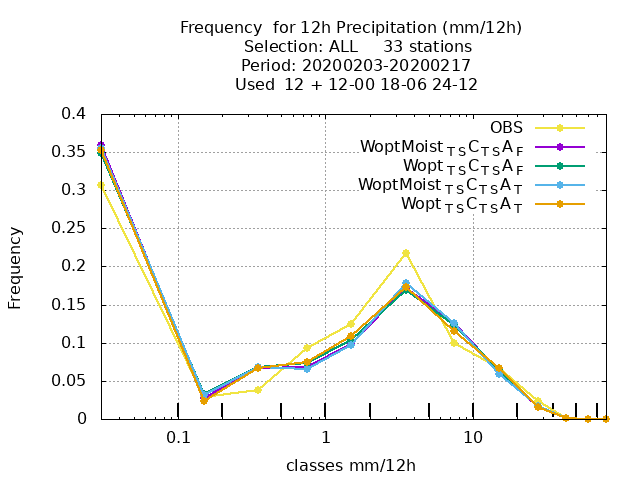 Frequency  for 12h Precipitation (mm/12h)
Selection: ALL     33 stations
Period: 20200203-20200217
Used  12 + 12-00 18-06 24-12
0.4
0.35
0.3
0.25
0.2
0.15
0.1
0.05
0
Frequency
OBS
WoptMoist TS C TS A F
Wopt TS C TS A F
WoptMoist TS C TS A T
Wopt TS C TS A T
0.1 1 10
classes mm/12h